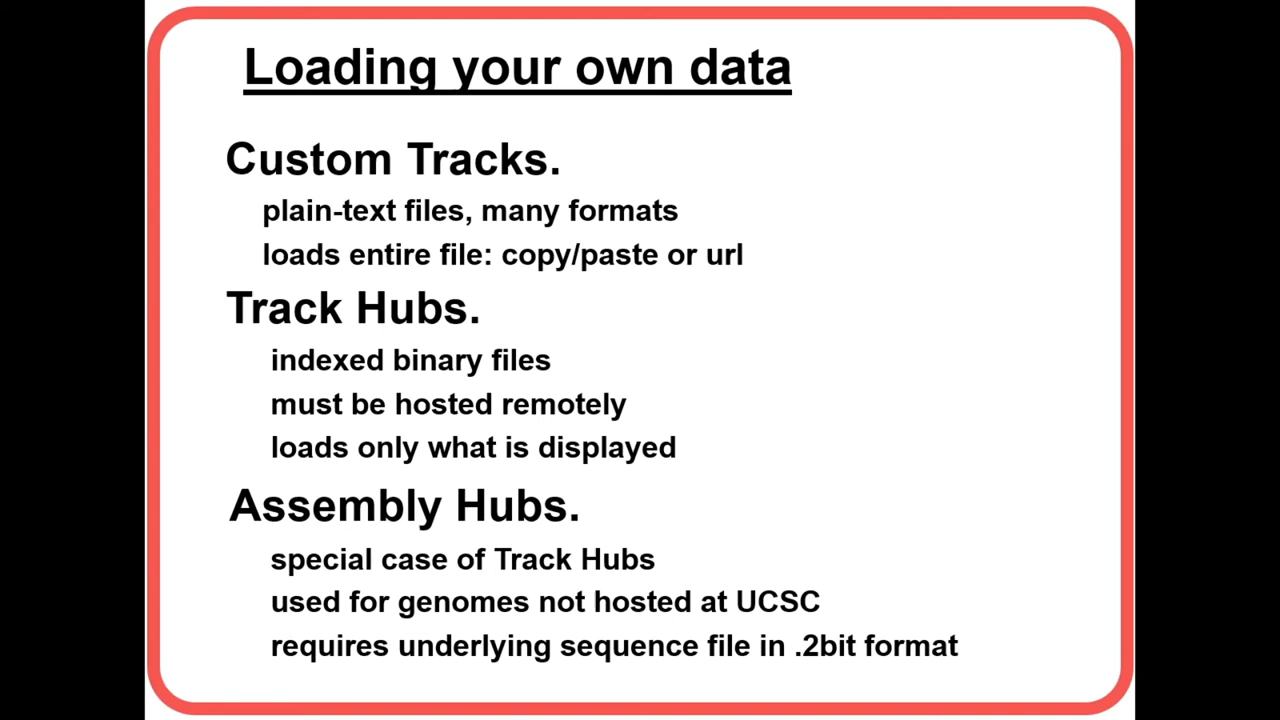 Loading your own data
Custom Tracks.
plain-text files, many formats
loads entire file: copy/paste or url
Track Hubs.
indexed binary files
must be hosted remotely
loads only what is displayed
Assembly Hubs.
special case of Track Hubs
used for genomes not hosted at UCSC
requires underlying sequence file in .2bit format